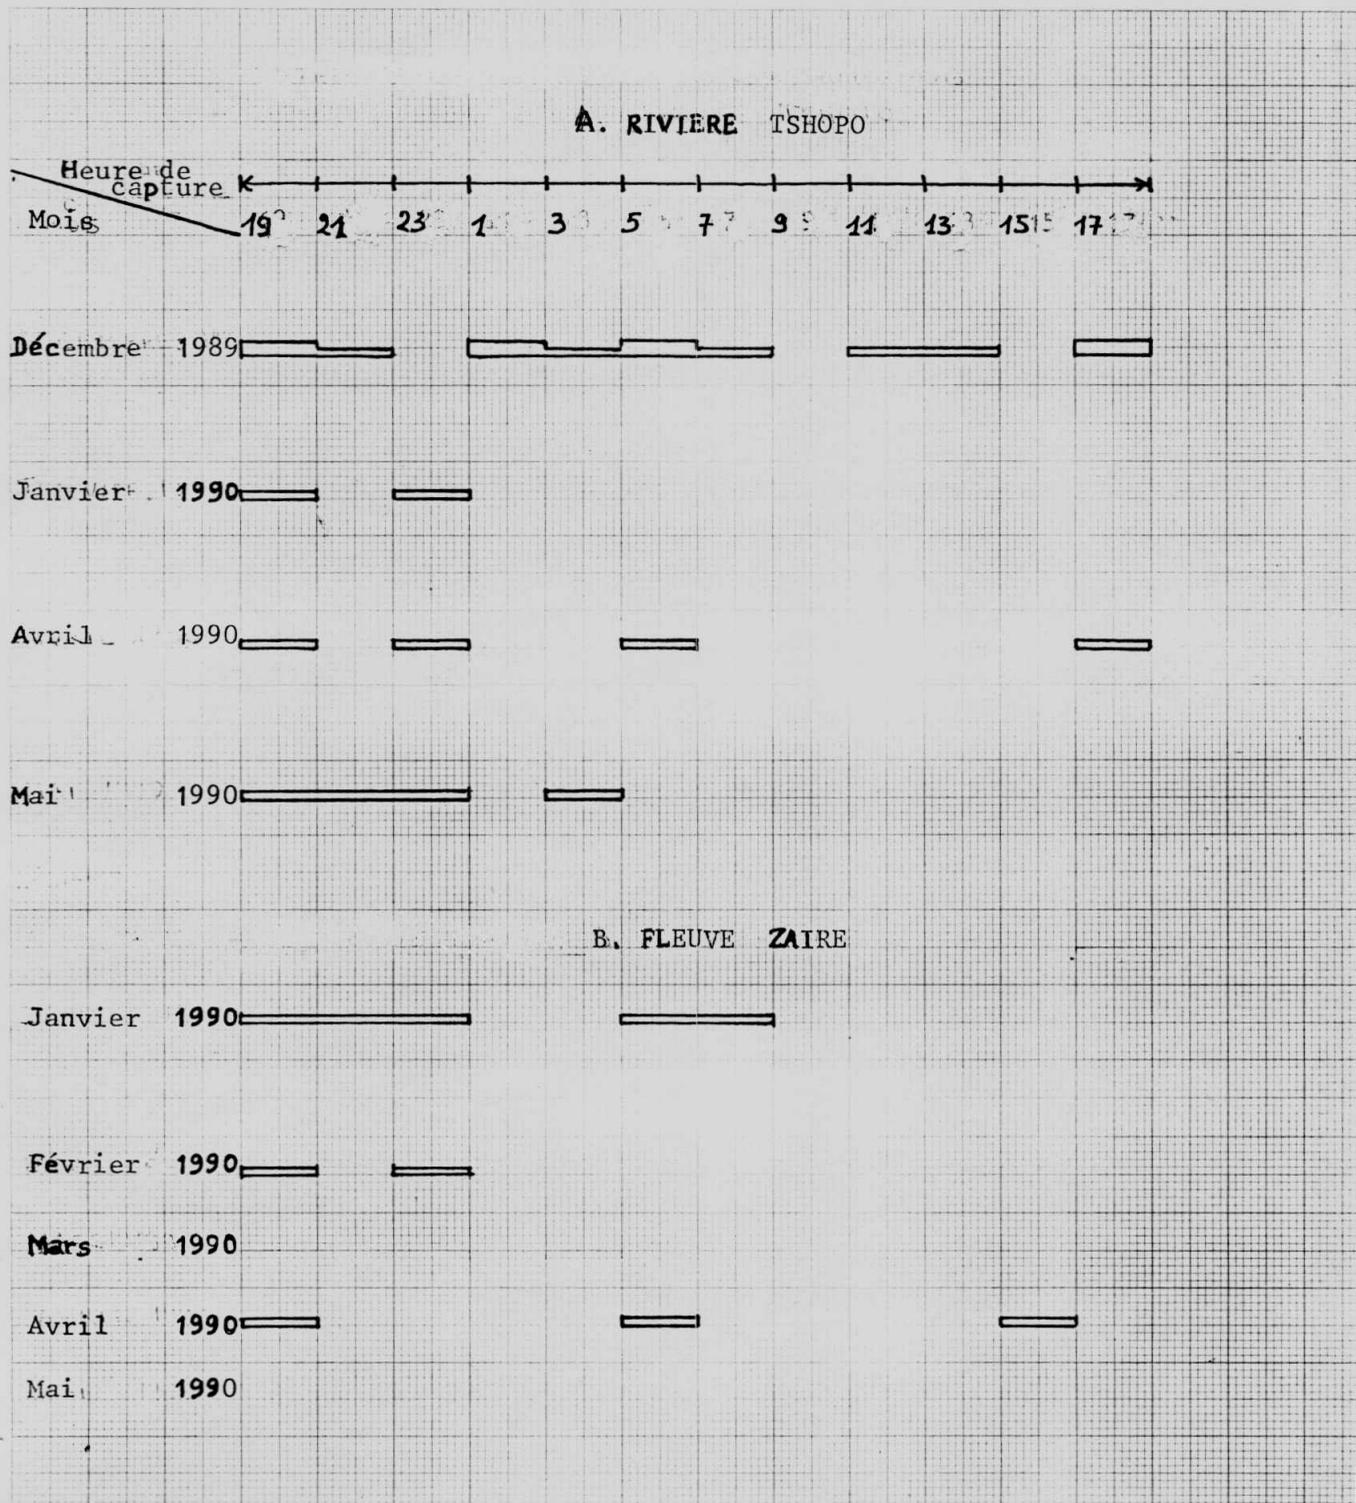 A. RIVIERE TSHOPO
Heure de
capture
Mois 19 21 23 1 3 5 7 9 11 13 15 17
Décembre 1989
Janvier 1990
Avril 1990
Mai 1990
B. FLEUVE ZAIRE
Janvier 1990
Février 1990
Mars 1990
Avril 1990
Mai 1990